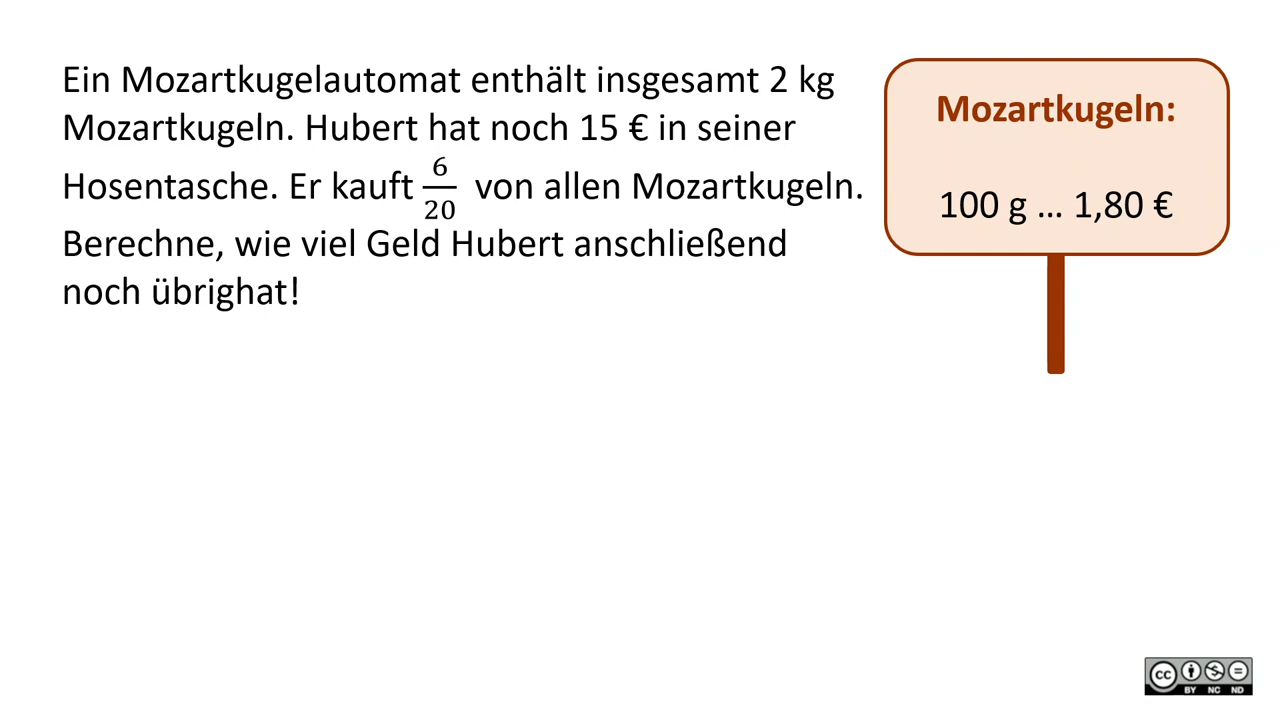 Ein Mozartkugelautomat enthält insgesamt 2 kg
Mozartkugeln. Hubert hat noch 15 € in seiner
Hosentasche. Er kauft 6/20 von allen Mozartkugeln.
Berechne, wie viel Geld Hubert anschließend
noch übrighat!
Mozartkugeln:
100 g ... 1,80 €
cc
BY NC ND